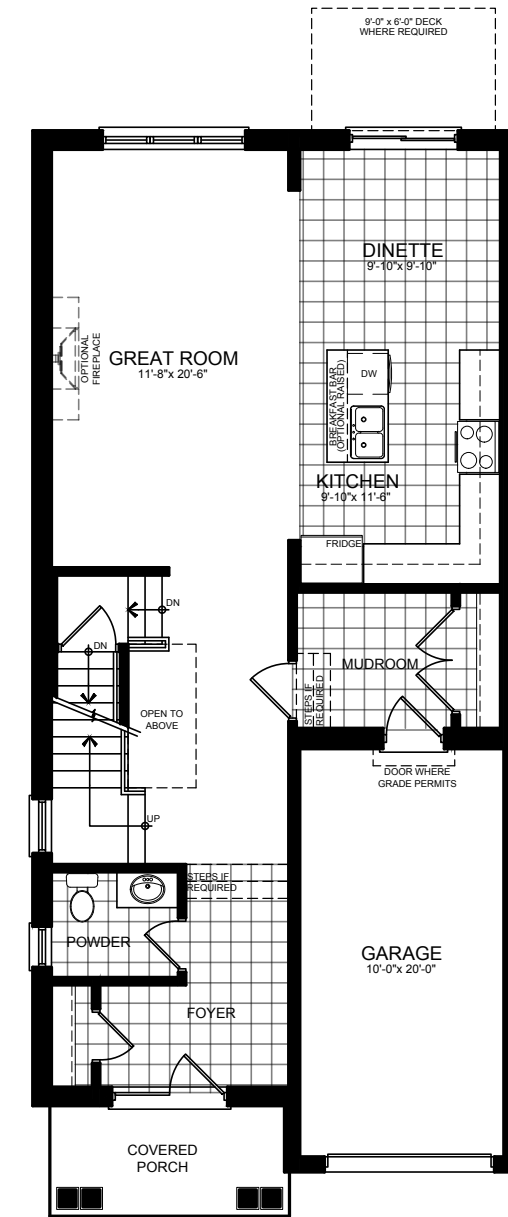 9'-0" x 6'-0" DECK
WHERE REQUIRED
DINETTE
9'-10"x 9'-10"
GREAT ROOM
11'-8"x 20'-6"
OPTIONAL
FIREPLACE
DW
BREAKFAST BAR
(OPTIONAL RAISED)
KITCHEN
9'-10"x 11'-6"
FRIDGE
DN
DN
MUDROOM
STEPS IF
REQUIRED
OPEN TO
ABOVE
DOOR WHERE
GRADE PERMITS
UP
STEPS IF
REQUIRED
POWDER
GARAGE
10'-0"x 20'-0"
FOYER
COVERED
PORCH